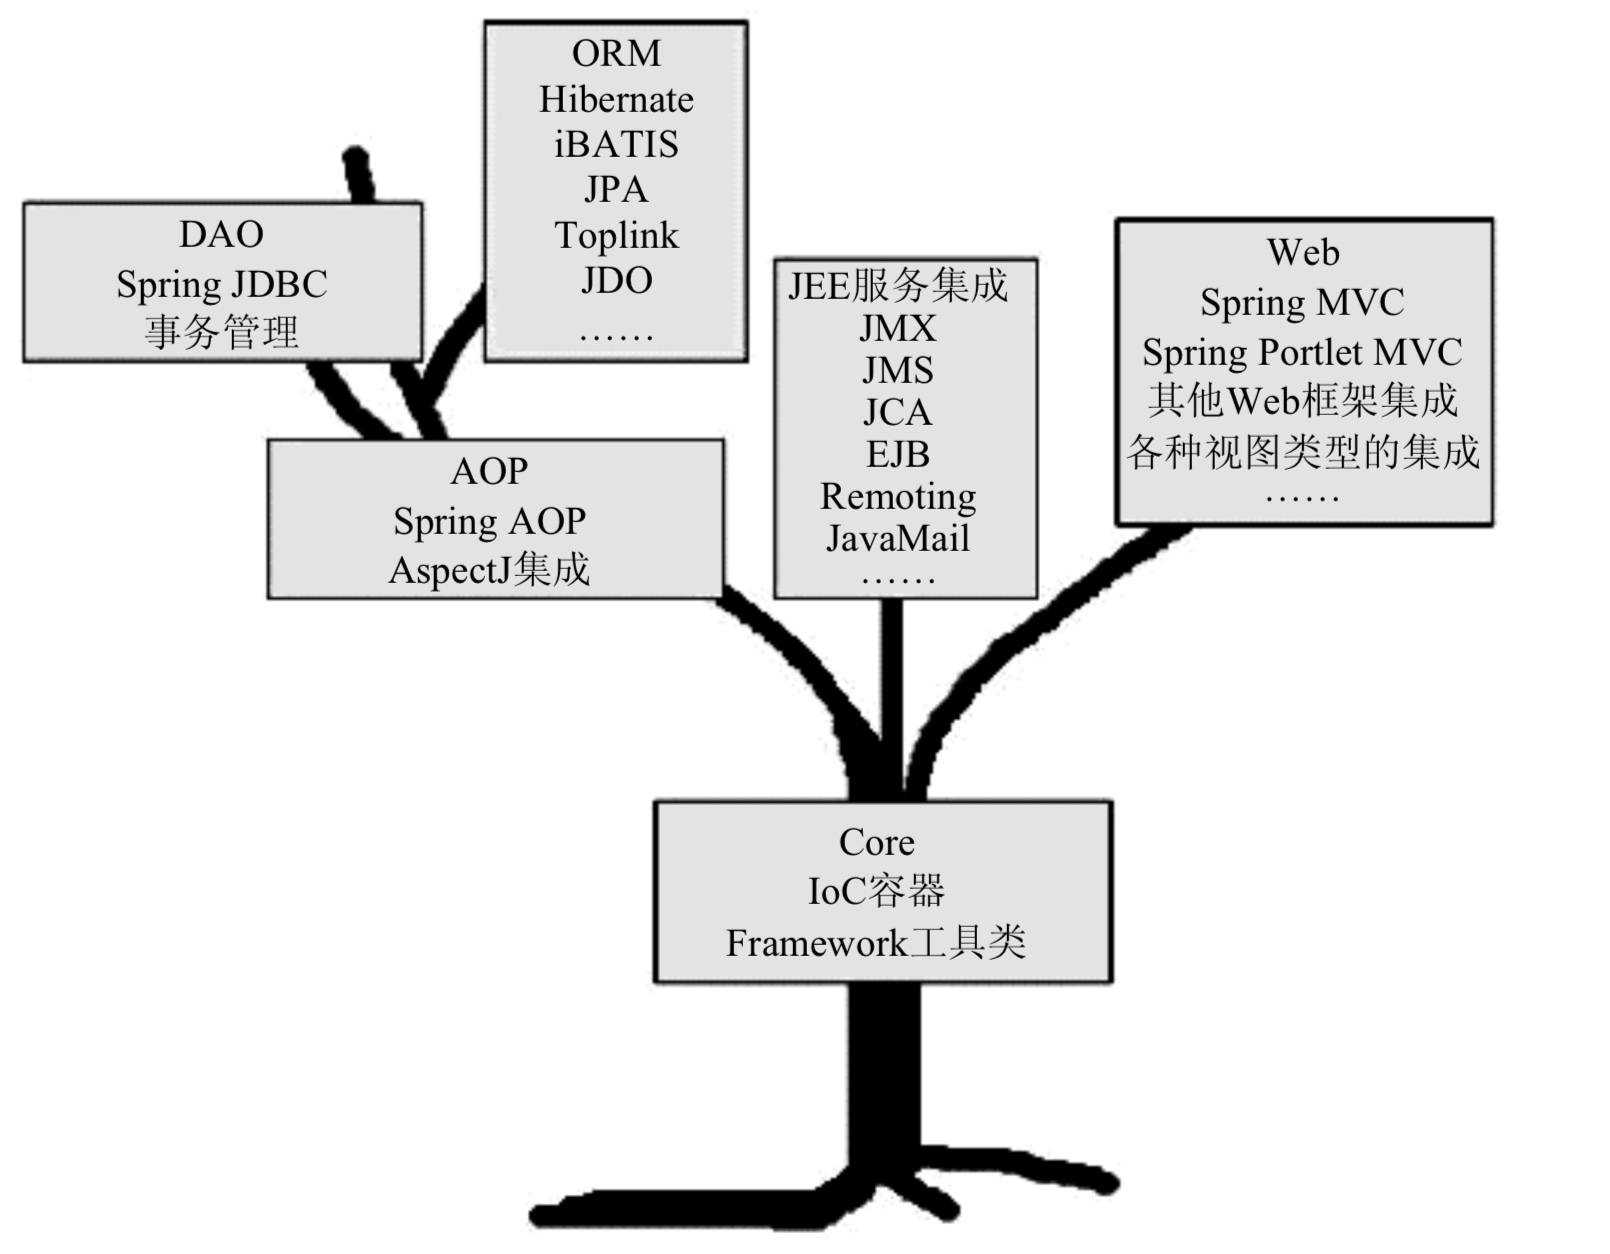 ORM
Hibernate
iBATIS
JPA
Toplink
JDO
……
DAO
Spring JDBC
事务管理
JEE服务集成
JMX
JMS
JCA
EJB
Remoting
JavaMail
……
Web
Spring MVC
Spring Portlet MVC
其他Web框架集成
各种视图类型的集成
……
AOP
Spring AOP
AspectJ集成
Core
IoC容器
Framework工具类